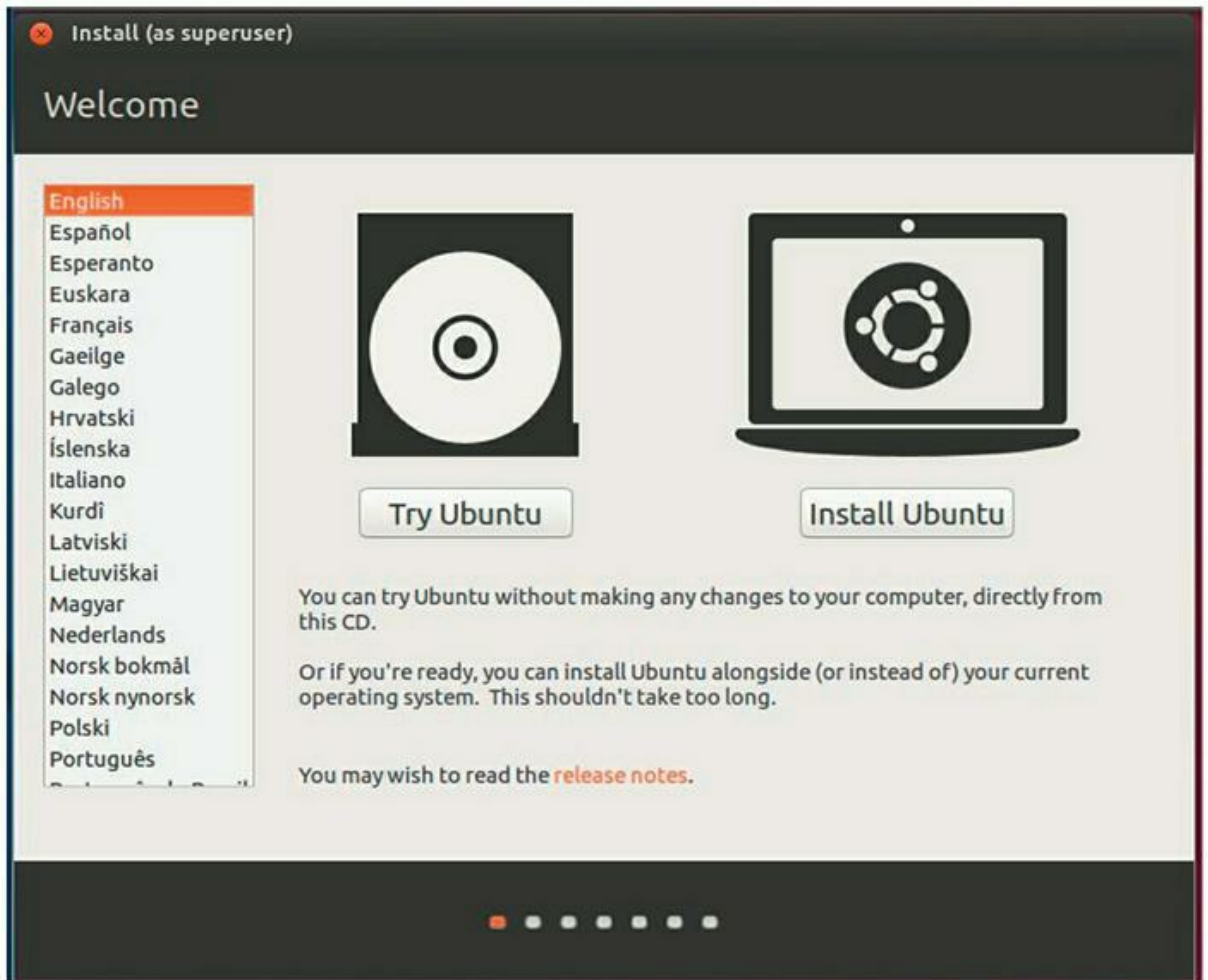 Install (as superuser)
Welcome
English
Español
Esperanto
Euskara
Français
Gaeilge
Galego
Hrvatski
Íslenska
Italiano
Kurdî
Latviski
Lietuviškai
Magyar
Nederlands
Norsk bokmål
Norsk nynorsk
Polski
Português
Try Ubuntu
Install Ubuntu
You can try Ubuntu without making any changes to your computer, directly from
this CD.
Or if you're ready, you can install Ubuntu alongside (or instead of) your current
operating system. This shouldn't take too long.
You may wish to read the release notes.